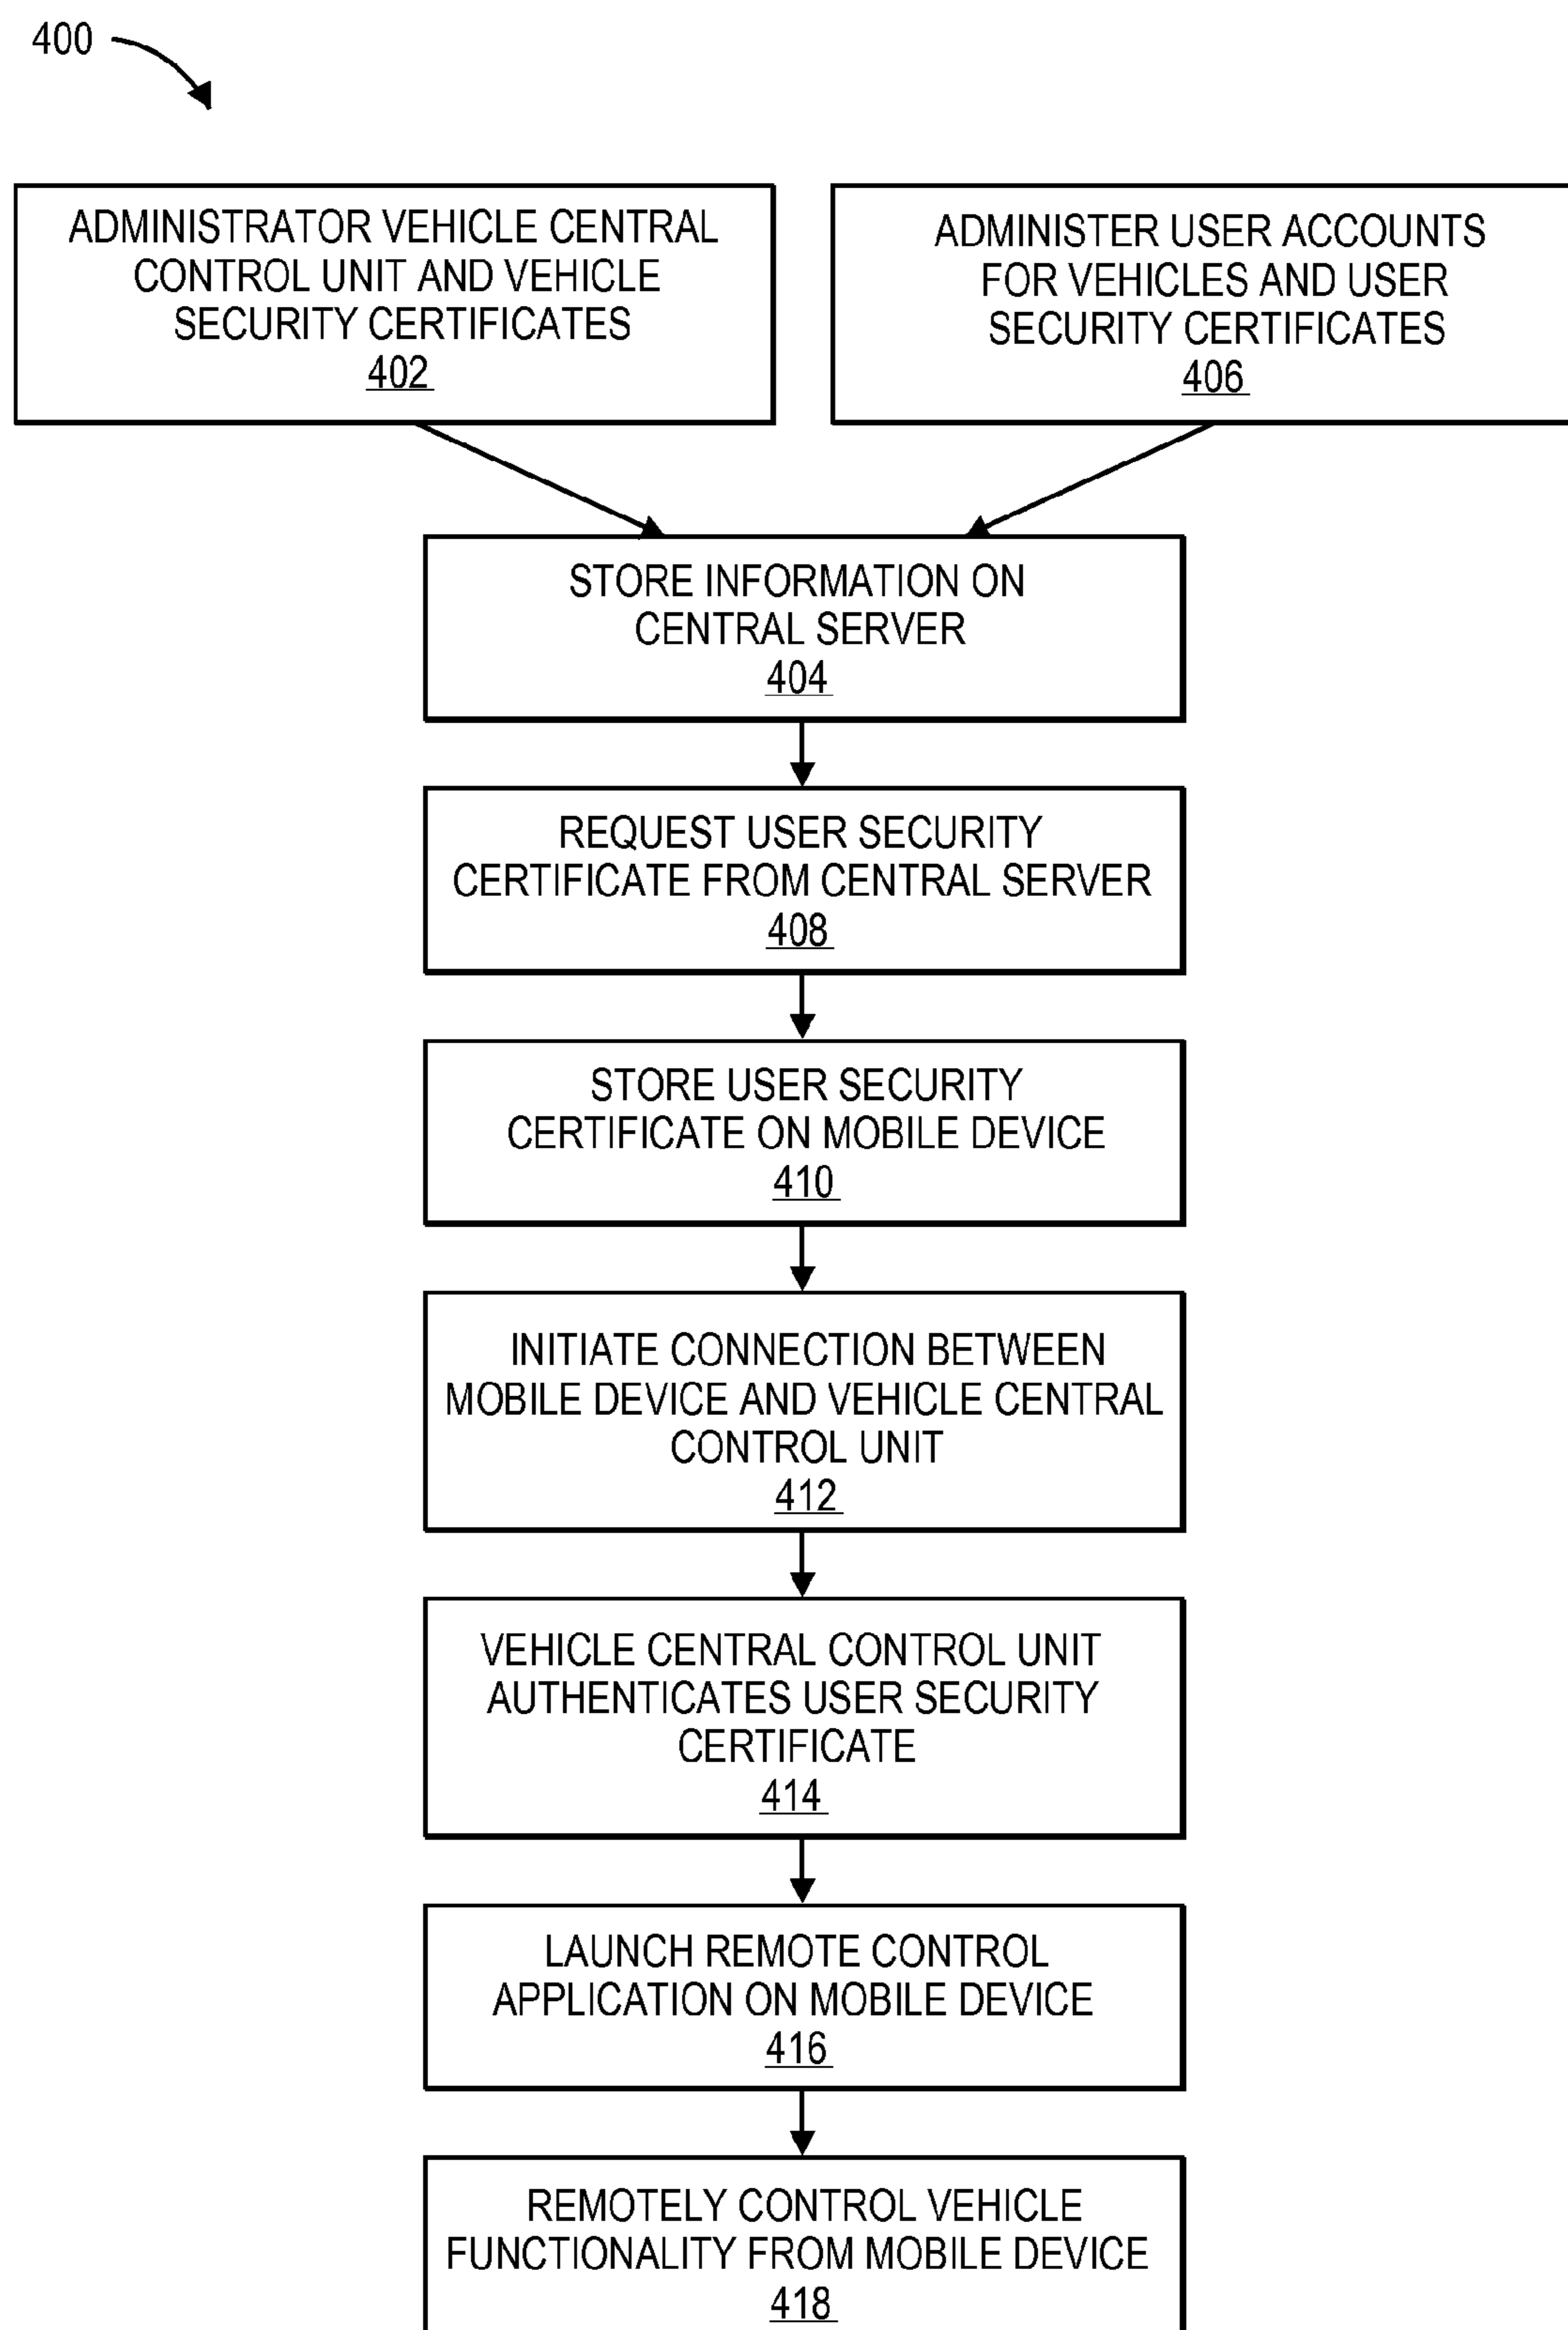 400
ADMINISTRATOR VEHICLE CENTRAL
CONTROL UNIT AND VEHICLE
SECURITY CERTIFICATES
402
ADMINISTER USER ACCOUNTS
FOR VEHICLES AND USER
SECURITY CERTIFICATES
406
STORE INFORMATION ON
CENTRAL SERVER
404
REQUEST USER SECURITY
CERTIFICATE FROM CENTRAL SERVER
408
STORE USER SECURITY
CERTIFICATE ON MOBILE DEVICE
410
INITIATE CONNECTION BETWEEN
MOBILE DEVICE AND VEHICLE CENTRAL
CONTROL UNIT
412
VEHICLE CENTRAL CONTROL UNIT
AUTHENTICATES USER SECURITY
CERTIFICATE
414
LAUNCH REMOTE CONTROL
APPLICATION ON MOBILE DEVICE
416
REMOTELY CONTROL VEHICLE
FUNCTIONALITY FROM MOBILE DEVICE
418